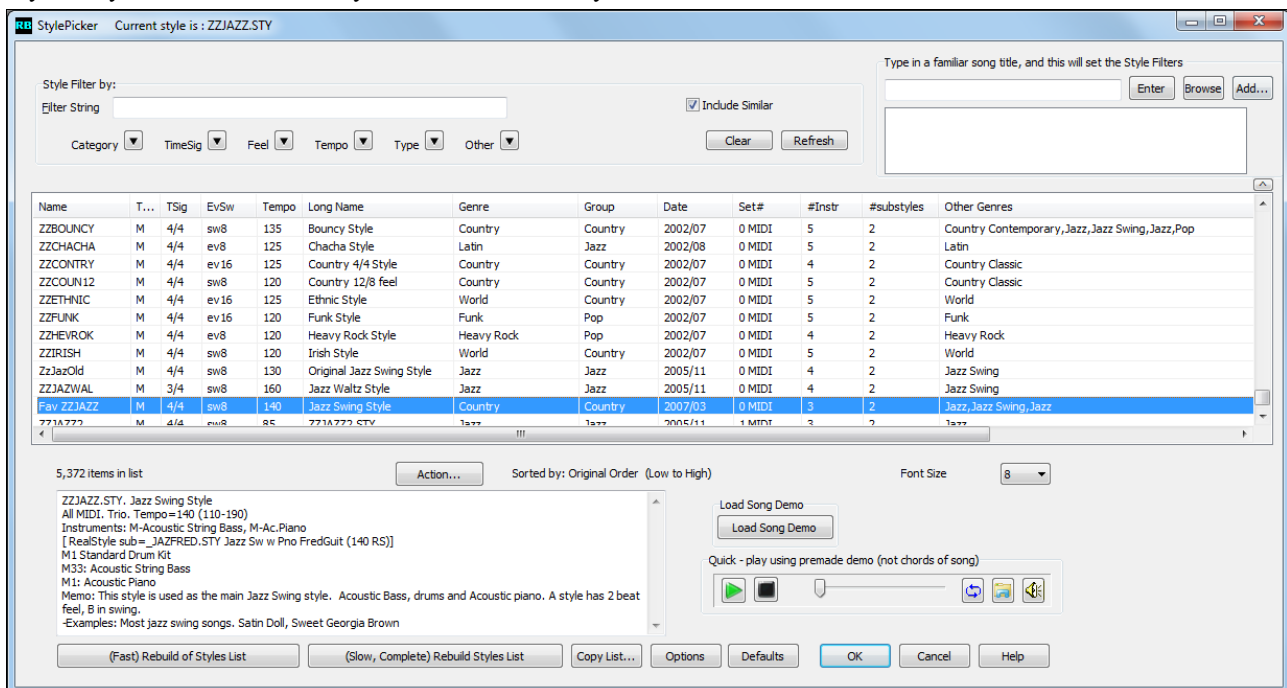 RB StylePicker Current style is : ZZJAZZ.STY
Type in a familiar song title, and this will set the Style Filters
Enter Browse Add...
Style Filter by:
Filter String
Include Similar
Category TimeSig Feel Tempo Type Other
Clear Refresh
Name T... TSig EvSw Tempo Long Name Genre Group Date Set# #Instr #substyles Other Genres
ZZBOUNCY M 4/4 sw8 135 Bouncy Style Country Country 2002/07 0 MIDI 5 2 Country Contemporary,Jazz,Jazz Swing,Jazz,Pop
ZZCHACHA M 4/4 ev8 125 Chacha Style Latin Jazz 2002/08 0 MIDI 5 2 Latin
ZZCONTRY M 4/4 ev16 125 Country 4/4 Style Country Country 2002/07 0 MIDI 4 2 Country Classic
ZZCOUN12 M 4/4 sw8 120 Country 12/8 feel Country Country 2002/07 0 MIDI 5 2 Country Classic
ZZETHNIC M 4/4 ev16 125 Ethnic Style World Country 2002/07 0 MIDI 5 2 World
ZZFUNK M 4/4 ev16 120 Funk Style Funk Pop 2002/07 0 MIDI 5 2 Funk
ZZHEVROK M 4/4 ev8 120 Heavy Rock Style Heavy Rock Pop 2002/07 0 MIDI 4 2 Heavy Rock
ZZIRISH M 4/4 sw8 120 Irish Style World Country 2002/07 0 MIDI 5 2 World
ZzJazOld M 4/4 sw8 130 Original Jazz Swing Style Jazz Jazz 2005/11 0 MIDI 4 2 Jazz Swing
ZZJAZWAL M 3/4 sw8 160 Jazz Waltz Style Jazz Jazz 2005/11 0 MIDI 4 2 Jazz Swing
Fav ZZJAZZ M 4/4 sw8 140 Jazz Swing Style Country Country 2007/03 0 MIDI 3 2 Jazz,Jazz Swing,Jazz
ZZJAZZ2 M 4/4 sw8 85 ZZJAZZ2.STY Jazz Jazz 2005/11 1 MIDI 3 2 Jazz
5,372 items in list
Action...
Sorted by: Original Order (Low to High)
Font Size 8
ZZJAZZ.STY. Jazz Swing Style
All MIDI. Trio. Tempo=140 (110-190)
Instruments: M-Acoustic String Bass, M-Ac.Piano
[ RealStyle sub=_JAZFRED.STY Jazz Sw w Pno FredGuit (140 RS)]
M1 Standard Drum Kit
M33: Acoustic String Bass
M1: Acoustic Piano
Memo: This style is used as the main Jazz Swing style. Acoustic Bass, drums and Acoustic piano. A style has 2 beat
feel, B in swing.
-Examples: Most jazz swing songs. Satin Doll, Sweet Georgia Brown
Load Song Demo
Load Song Demo
Quick - play using premade demo (not chords of song)
(Fast) Rebuild of Styles List (Slow, Complete) Rebuild Styles List Copy List... Options Defaults OK Cancel Help